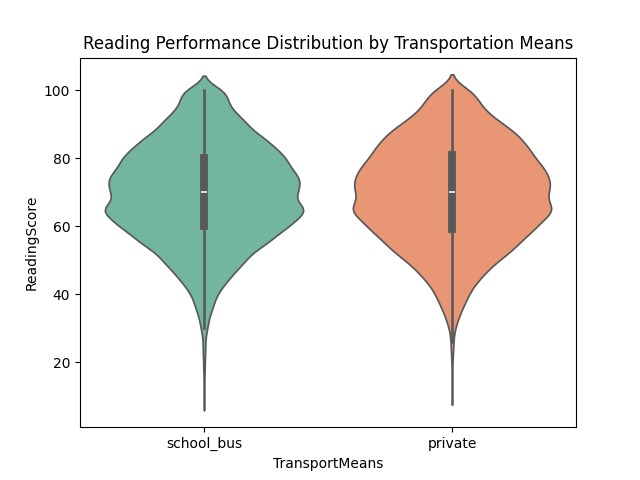 Reading Performance Distribution by Transportation Means
100
80
60
40
20
ReadingScore
school_bus
private
TransportMeans